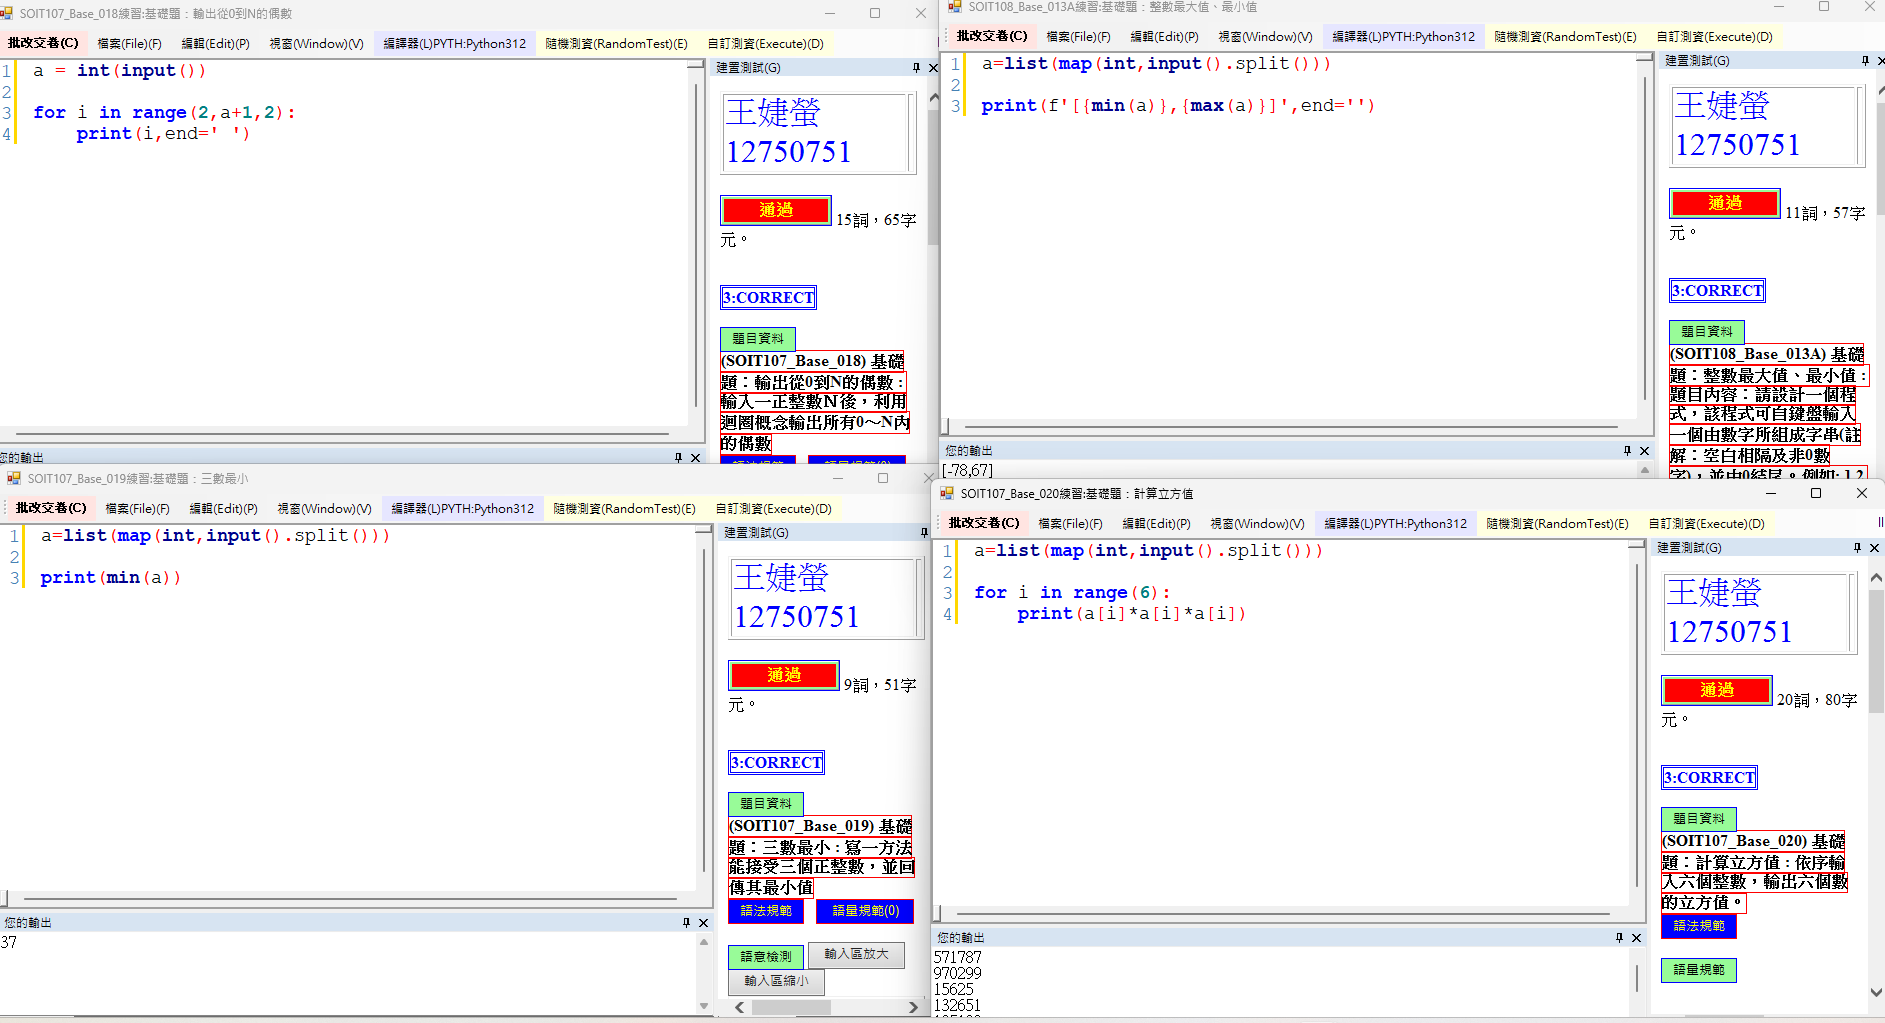 SOIT107_Base_018練習:基礎題：輸出從0到N的偶數
批改交卷(C) 檔案(File)(F) 編輯(Edit)(P) 視窗(Window)(V) 編譯器(L)PYTH:Python312 隨機測資(RandomTest)(E) 自訂測資(Execute)(D)
1 a = int(input())
2
3 for i in range(2,a+1,2):
4 print(i,end=' ')
建置測試(G)
王婕螢
12750751
通過 15詞，65字
元。
3:CORRECT
題目資料
(SOIT107_Base_018) 基礎
題：輸出從0到N的偶數 :
輸入一正整數N後，利用
迴圈概念輸出所有0～N內
的偶數
您的輸出
SOIT108_Base_013A練習:基礎題：整數最大值、最小值
批改交卷(C) 檔案(File)(F) 編輯(Edit)(P) 視窗(Window)(V) 編譯器(L)PYTH:Python312 隨機測資(RandomTest)(E) 自訂測資(Execute)(D)
1 a=list(map(int,input().split()))
2
3 print(f'[{min(a)},{max(a)}]',end='')
建置測試(G)
王婕螢
12750751
通過 11詞，57字
元。
3:CORRECT
題目資料
(SOIT108_Base_013A) 基礎
題：整數最大值、最小值 :
題目內容：請設計一個程
式，該程式可自鍵盤輸入
一個由數字所組成字串(註
解：空白相隔及非0數
字)，並由0結尾。例如: 1 2
您的輸出
[-78,67]
SOIT107_Base_019練習:基礎題：三數最小
批改交卷(C) 檔案(File)(F) 編輯(Edit)(P) 視窗(Window)(V) 編譯器(L)PYTH:Python312 隨機測資(RandomTest)(E) 自訂測資(Execute)(D)
1 a=list(map(int,input().split()))
2
3 print(min(a))
建置測試(G)
王婕螢
12750751
通過 9詞，51字
元。
3:CORRECT
題目資料
(SOIT107_Base_019) 基礎
題：三數最小 : 寫一方法
能接受三個正整數，並回
傳其最小值
語法規範 語量規範(0)
語意檢測 輸入區放大
輸入區縮小
您的輸出
37
SOIT107_Base_020練習:基礎題：計算立方值
批改交卷(C) 檔案(File)(F) 編輯(Edit)(P) 視窗(Window)(V) 編譯器(L)PYTH:Python312 隨機測資(RandomTest)(E) 自訂測資(Execute)(D)
1 a=list(map(int,input().split()))
2
3 for i in range(6):
4 print(a[i]*a[i]*a[i])
建置測試(G)
王婕螢
12750751
通過 20詞，80字
元。
3:CORRECT
題目資料
(SOIT107_Base_020) 基礎
題：計算立方值 : 依序輸
入六個整數，輸出六個數
的立方值。
語法規範
語量規範
您的輸出
571787
970299
15625
132651